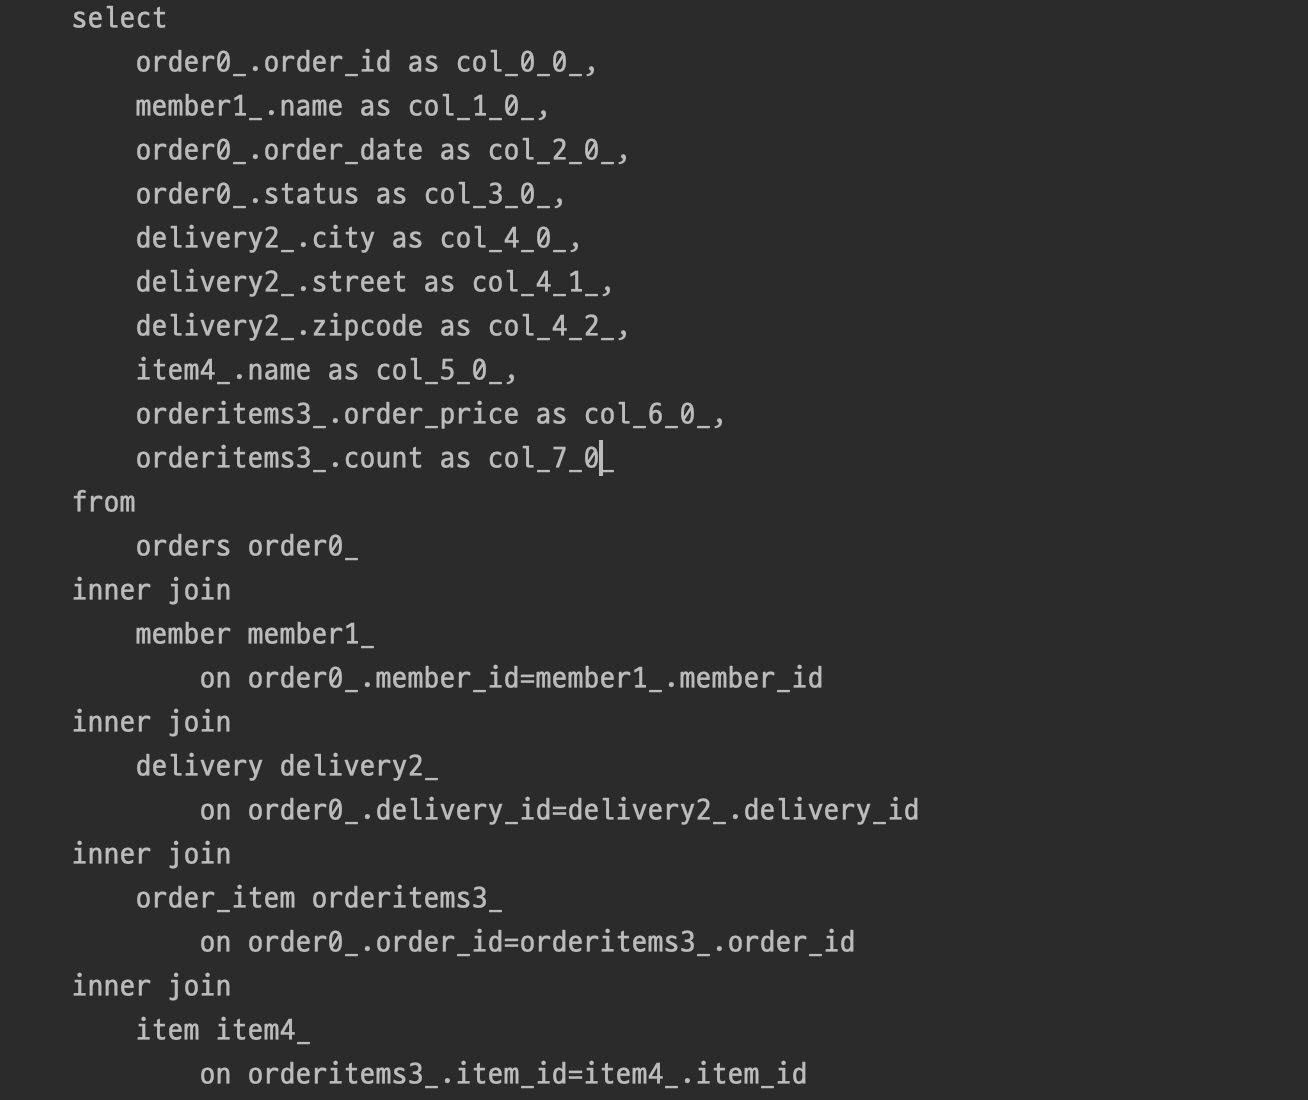 select
order0_.order_id as col_0_0_,
member1_.name as col_1_0_,
order0_.order_date as col_2_0_,
order0_.status as col_3_0_,
delivery2_.city as col_4_0_,
delivery2_.street as col_4_1_,
delivery2_.zipcode as col_4_2_,
item4_.name as col_5_0_,
orderitems3_.order_price as col_6_0_,
orderitems3_.count as col_7_0_
from
orders order0_
inner join
member member1_
on order0_.member_id=member1_.member_id
inner join
delivery delivery2_
on order0_.delivery_id=delivery2_.delivery_id
inner join
order_item orderitems3_
on order0_.order_id=orderitems3_.order_id
inner join
item item4_
on orderitems3_.item_id=item4_.item_id